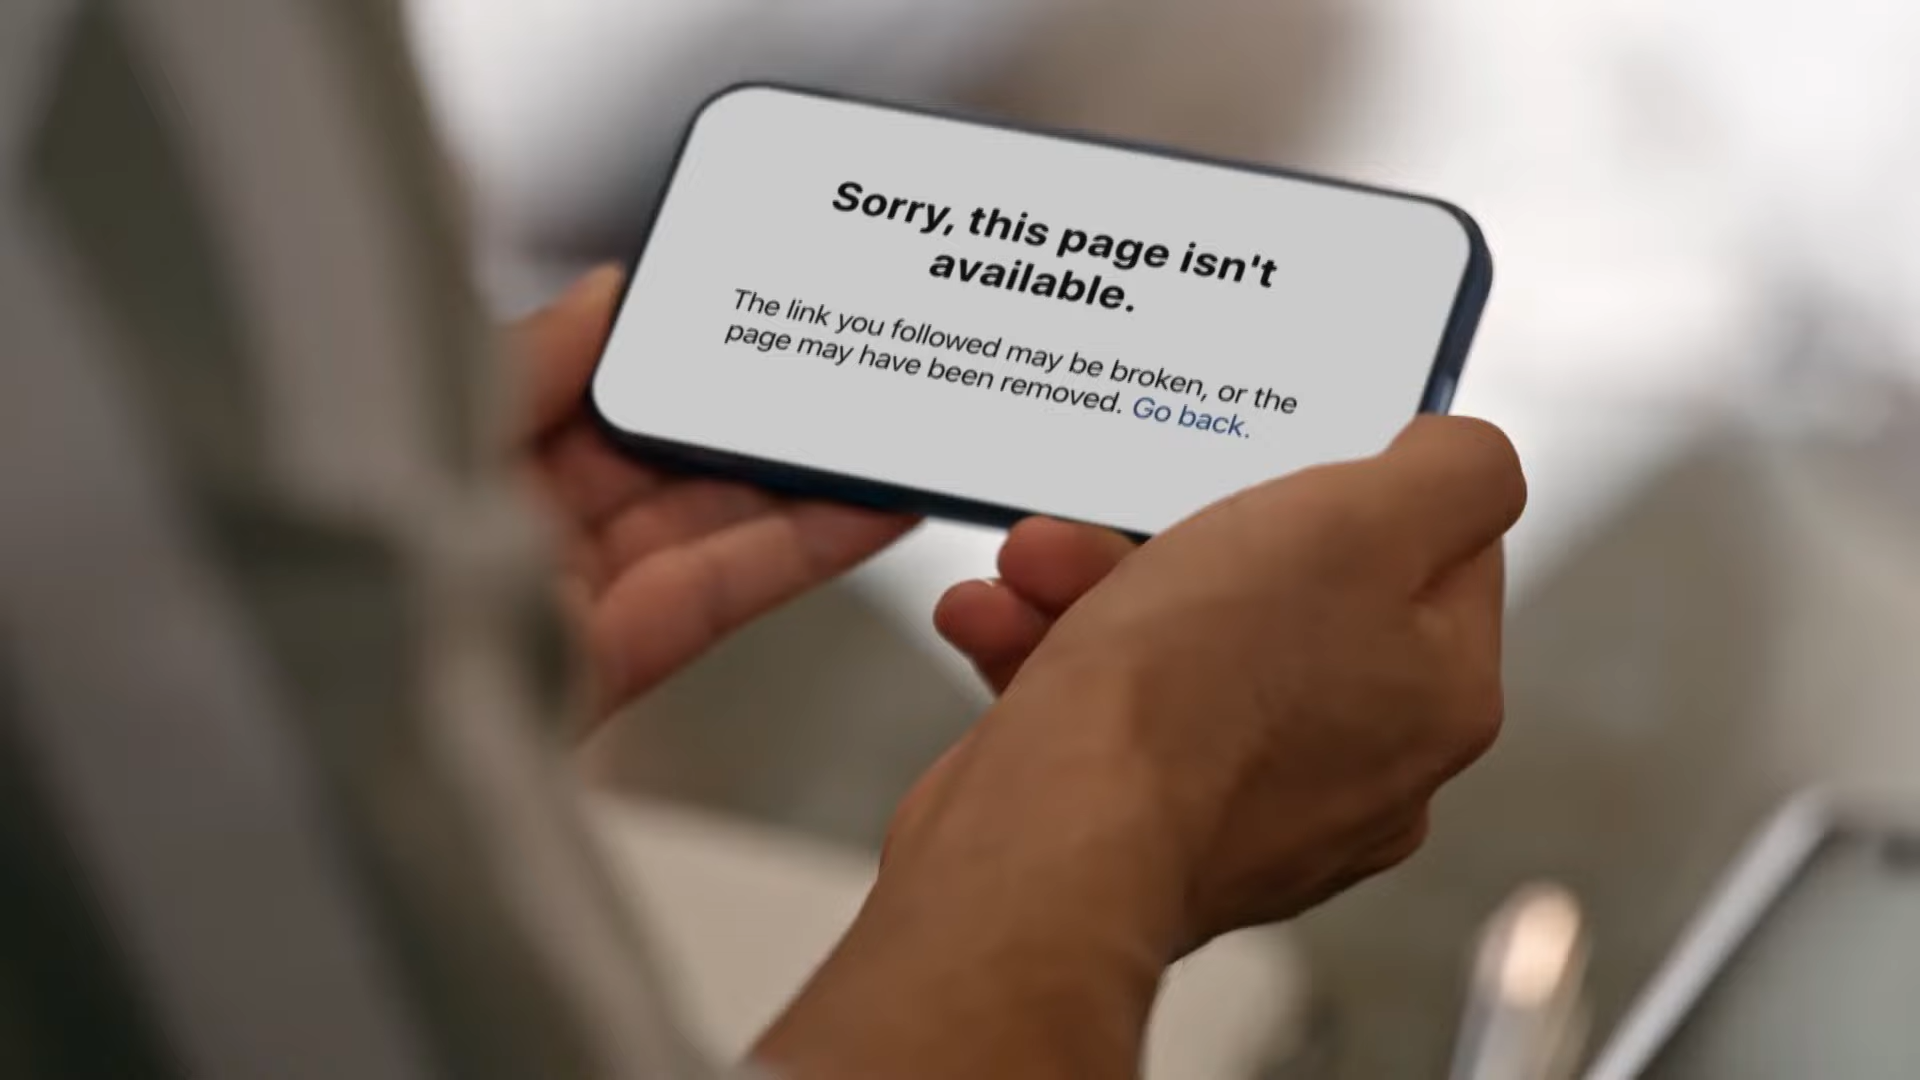 Sorry, this page isn't
available.
The link you followed may be broken, or the
page may have been removed. Go back.